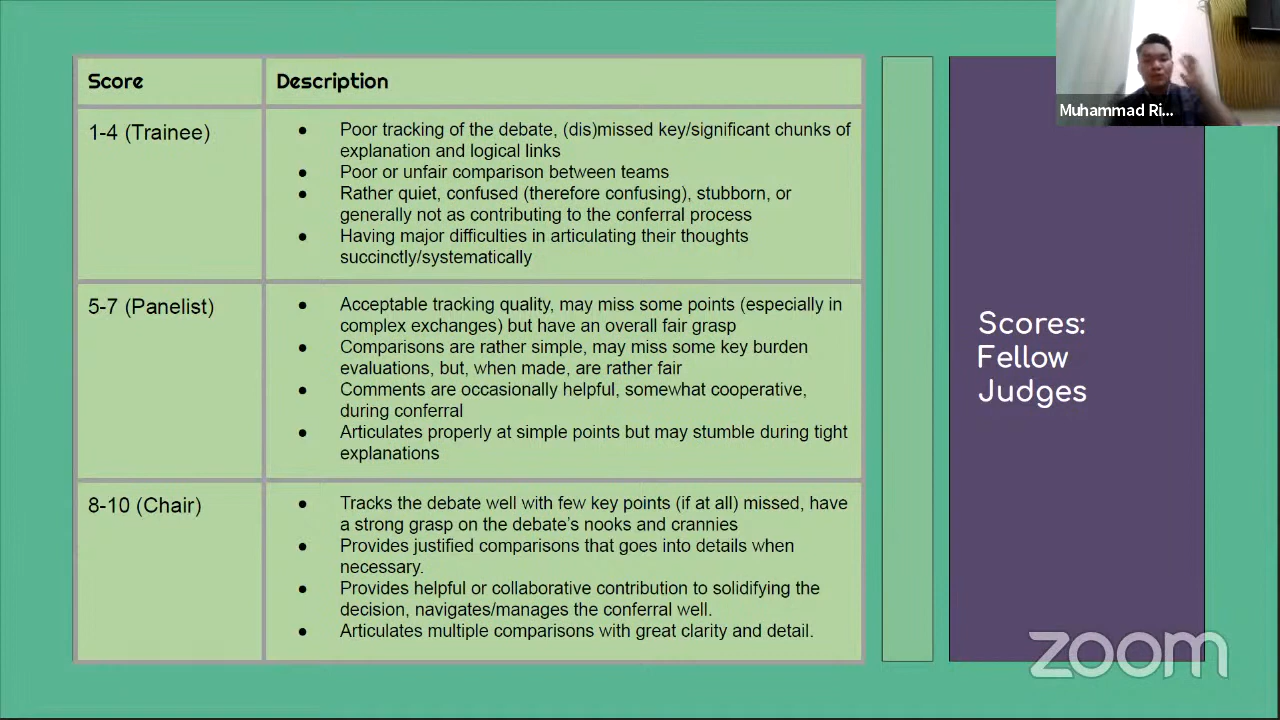 Score
Description
1-4 (Trainee)
● Poor tracking of the debate, (dis)missed key/significant chunks of
explanation and logical links
● Poor or unfair comparison between teams
● Rather quiet, confused (therefore confusing), stubborn, or
generally not as contributing to the conferral process
● Having major difficulties in articulating their thoughts
succinctly/systematically
5-7 (Panelist)
● Acceptable tracking quality, may miss some points (especially in
complex exchanges) but have an overall fair grasp
● Comparisons are rather simple, may miss some key burden
evaluations, but, when made, are rather fair
● Comments are occasionally helpful, somewhat cooperative,
during conferral
● Articulates properly at simple points but may stumble during tight
explanations
8-10 (Chair)
● Tracks the debate well with few key points (if at all) missed, have
a strong grasp on the debate's nooks and crannies
● Provides justified comparisons that goes into details when
necessary.
● Provides helpful or collaborative contribution to solidifying the
decision, navigates/manages the conferral well.
● Articulates multiple comparisons with great clarity and detail.
Scores:
Fellow
Judges
Muhammad Ri...
zoom